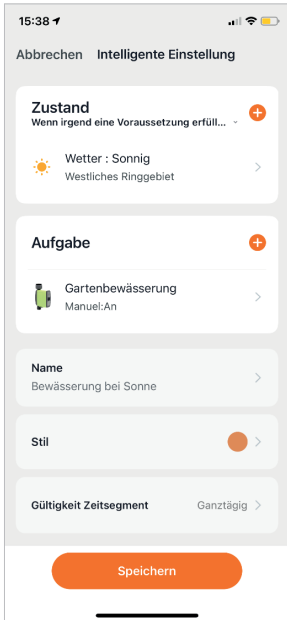 15:38
Abbrechen Intelligente Einstellung
Zustand
Wenn irgend eine Voraussetzung erfüll...
Wetter : Sonnig
Westliches Ringgebiet
Aufgabe
Gartenbewässerung
Manuel:An
Name
Bewässerung bei Sonne
Stil
Gültigkeit Zeitsegment Ganztägig
Speichern